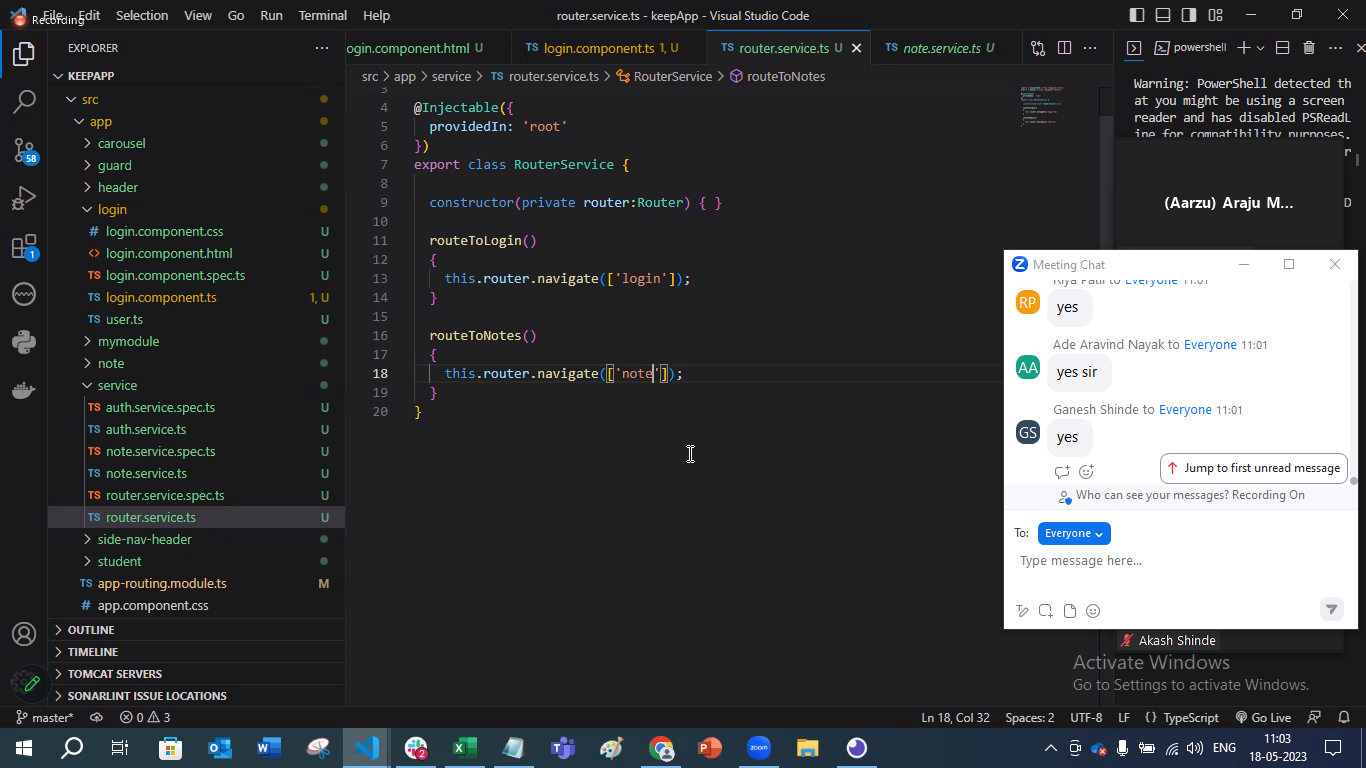 File Edit Selection View Go Run Terminal Help
Recording
router.service.ts - keepApp - Visual Studio Code
EXPLORER
KEEPAPP
src
app
carousel
guard
header
login
login.component.css U
login.component.html U
login.component.spec.ts U
login.component.ts 1, U
user.ts U
mymodule
note
service
auth.service.spec.ts U
auth.service.ts U
note.service.spec.ts U
note.service.ts U
router.service.spec.ts U
router.service.ts U
side-nav-header
student
app-routing.module.ts M
app.component.css
OUTLINE
TIMELINE
TOMCAT SERVERS
SONARLINT ISSUE LOCATIONS
58
1
ogin.component.html U
login.component.ts 1, U
router.service.ts U
note.service.ts U
src > app > service > TS router.service.ts > RouterService > routeToNotes
3
4 @Injectable({
5 providedIn: 'root'
6 })
7 export class RouterService {
8
9 constructor(private router:Router) { }
10
11 routeToLogin()
12 {
13 this.router.navigate(['login']);
14 }
15
16 routeToNotes()
17 {
18 this.router.navigate(['note']);
19 }
20 }
powershell
Warning: PowerShell detected th
at you might be using a screen
reader and has disabled PSReadL
ine for compatibility purposes.
(Aarzu) Araju M...
Meeting Chat
Riya Patil to Everyone 11:01
RP
yes
Ade Aravind Nayak to Everyone 11:01
AA
yes sir
Ganesh Shinde to Everyone 11:01
GS
yes
Jump to first unread message
Who can see your messages? Recording On
To: Everyone
Type message here...
Akash Shinde
Activate Windows
Go to Settings to activate Windows.
master* 0 3
Ln 18, Col 32 Spaces: 2 UTF-8 LF {} TypeScript Go Live
zoom
ENG
11:03
18-05-2023